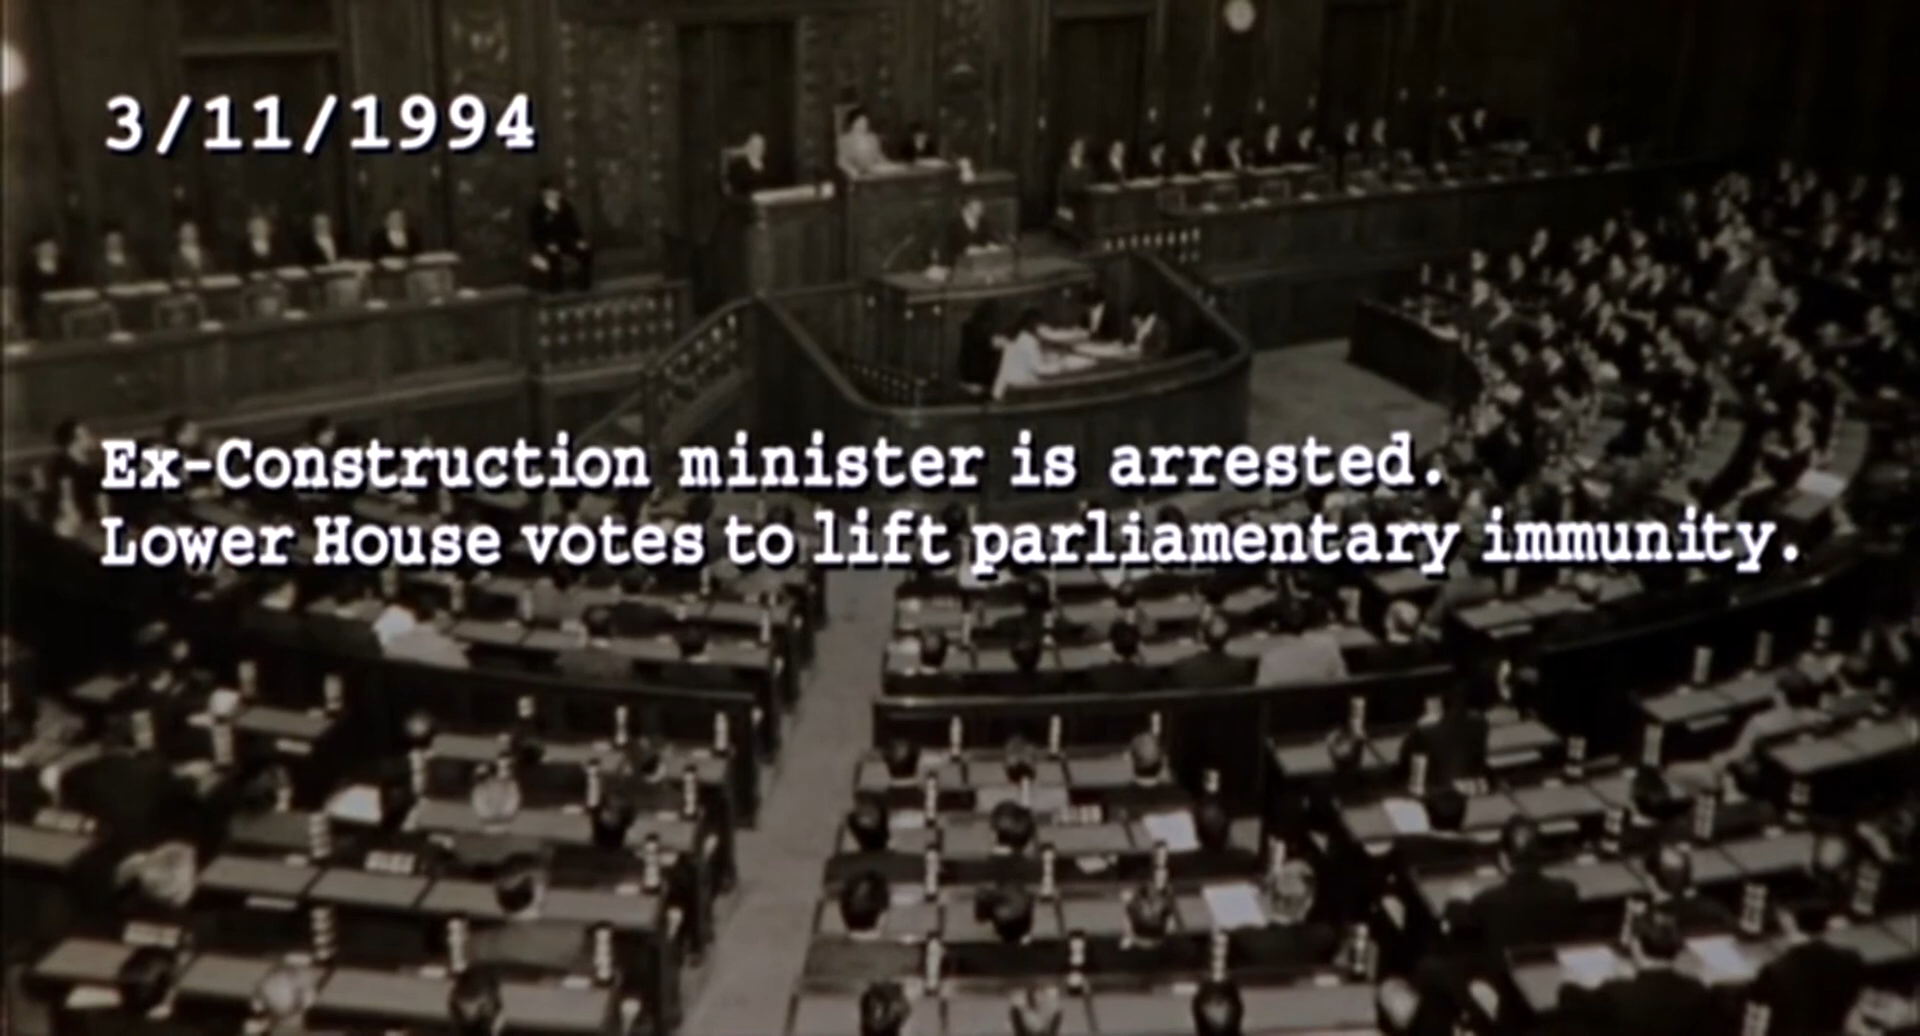 3/11/1994
Ex-Construction minister is arrested.
Lower House votes to lift parliamentary immunity.